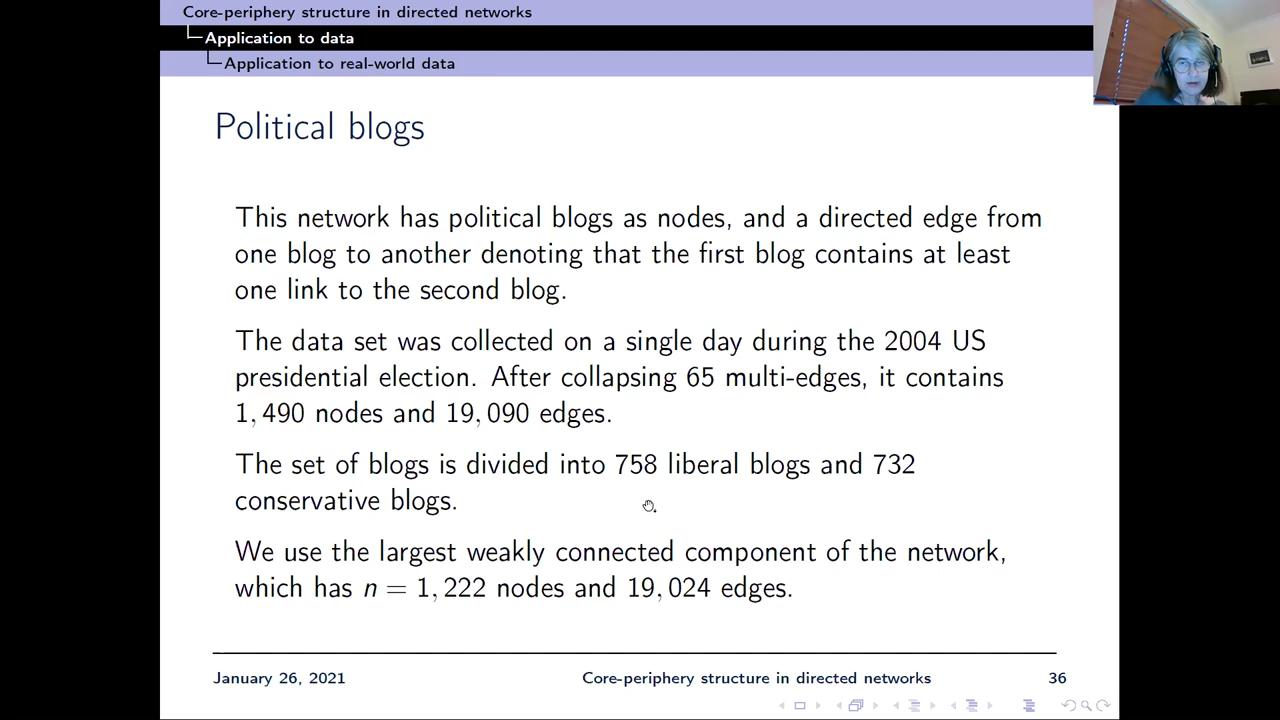 Core-periphery structure in directed networks
Application to data
Application to real-world data
Political blogs
This network has political blogs as nodes, and a directed edge from
one blog to another denoting that the first blog contains at least
one link to the second blog.
The data set was collected on a single day during the 2004 US
presidential election. After collapsing 65 multi-edges, it contains
1, 490 nodes and 19, 090 edges.
The set of blogs is divided into 758 liberal blogs and 732
conservative blogs.
We use the largest weakly connected component of the network,
which has n = 1, 222 nodes and 19, 024 edges.
January 26, 2021 Core-periphery structure in directed networks 36